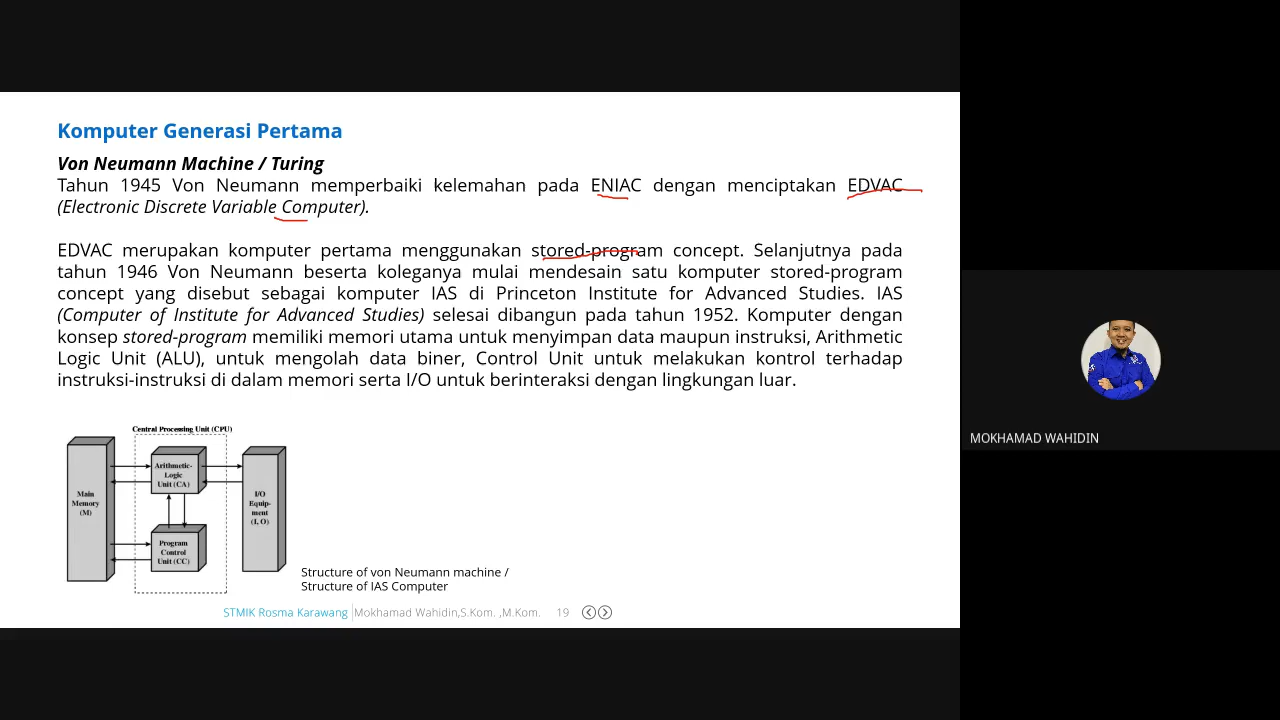 Komputer Generasi Pertama
Von Neumann Machine / Turing
Tahun 1945 Von Neumann memperbaiki kelemahan pada ENIAC dengan menciptakan EDVAC
(Electronic Discrete Variable Computer).
EDVAC merupakan komputer pertama menggunakan stored-program concept. Selanjutnya pada
tahun 1946 Von Neumann beserta koleganya mulai mendesain satu komputer stored-program
concept yang disebut sebagai komputer IAS di Princeton Institute for Advanced Studies. IAS
(Computer of Institute for Advanced Studies) selesai dibangun pada tahun 1952. Komputer dengan
konsep stored-program memiliki memori utama untuk menyimpan data maupun instruksi, Arithmetic
Logic Unit (ALU), untuk mengolah data biner, Control Unit untuk melakukan kontrol terhadap
instruksi-instruksi di dalam memori serta I/O untuk berinteraksi dengan lingkungan luar.
Central Processing Unit (CPU)
Main
Memory
(M)
Arithmetic-
Logic
Unit (CA)
Program
Control
Unit (CC)
I/O
Equip-
ment
(I, O)
Structure of von Neumann machine /
Structure of IAS Computer
STMIK Rosma Karawang Mokhamad Wahidin,S.Kom. ,M.Kom. 19
MOKHAMAD WAHIDIN